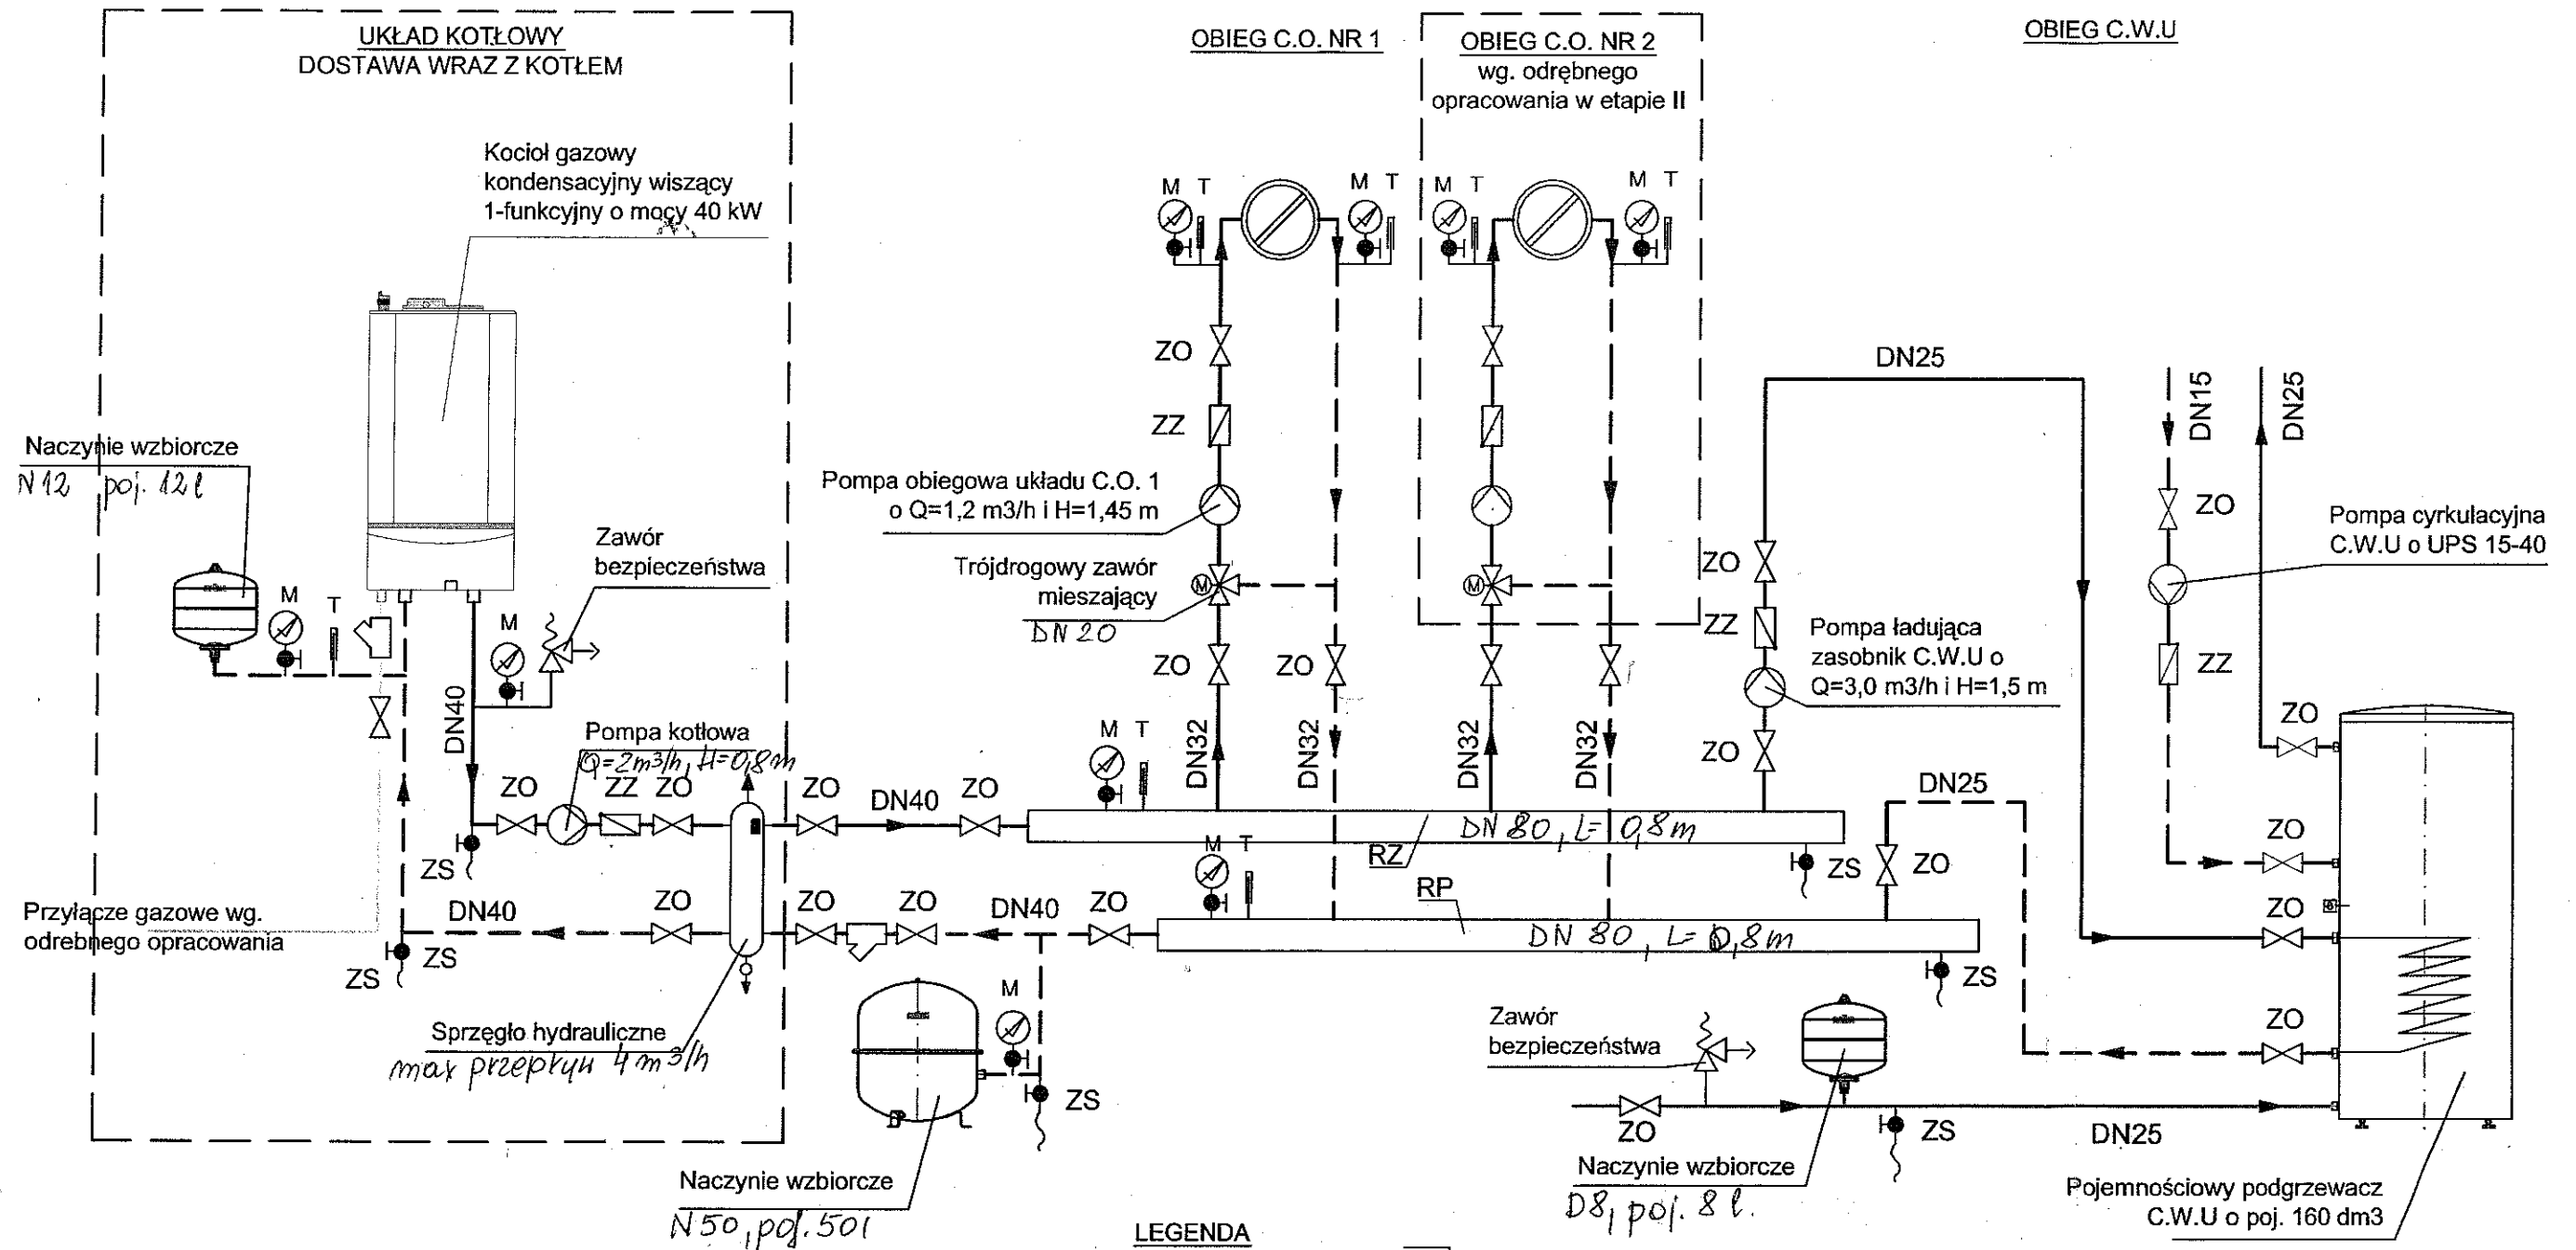 UKŁAD KOTŁOWY
DOSTAWA WRAZ Z KOTŁEM
OBIEG C.O. NR 1
OBIEG C.O. NR 2
wg. odrębnego
opracowania w etapie II
OBIEG C.W.U
Kocioł gazowy
kondensacyjny wiszący
1-funkcyjny o mocy 40 kW
M T
M T
M T
M T
ZO
DN25
DN15
DN25
Naczynie wzbiorcze
N12 poj. 12l
ZZ
Pompa obiegowa układu C.O. 1
o Q=1,2 m3/h i H=1,45 m
ZO
Pompa cyrkulacyjna
C.W.U o UPS 15-40
Zawór
bezpieczeństwa
Trójdrogowy zawór
mieszający
DN 20
M
M
ZO
M
T
M
ZZ
Pompa ładująca
zasobnik C.W.U o
Q=3,0 m3/h i H=1,5 m
ZZ
ZO
ZO
DN40
Pompa kotłowa
Q=2m³/h, H=0,8m
M T
DN32
DN32
DN32
DN32
ZO
ZO
ZO
ZZ
ZO
ZO
DN40
ZO
DN25
DN 80, L= 0,8m
RZ
M T
ZS
ZS
ZO
ZO
RP
Przyłącze gazowe wg.
odrebnego opracowania
DN40
ZO
ZO
ZO
DN40
ZO
DN 80, L= 0,8m
ZO
ZS
ZS
ZS
M
Sprzęgło hydrauliczne
max przepływ 4 m³/h
Zawór
bezpieczeństwa
ZO
ZS
ZO
ZS
DN25
Naczynie wzbiorcze
N50, poj. 50l
Naczynie wzbiorcze
D8, poj. 8 l.
Pojemnościowy podgrzewacz
C.W.U o poj. 160 dm3
LEGENDA